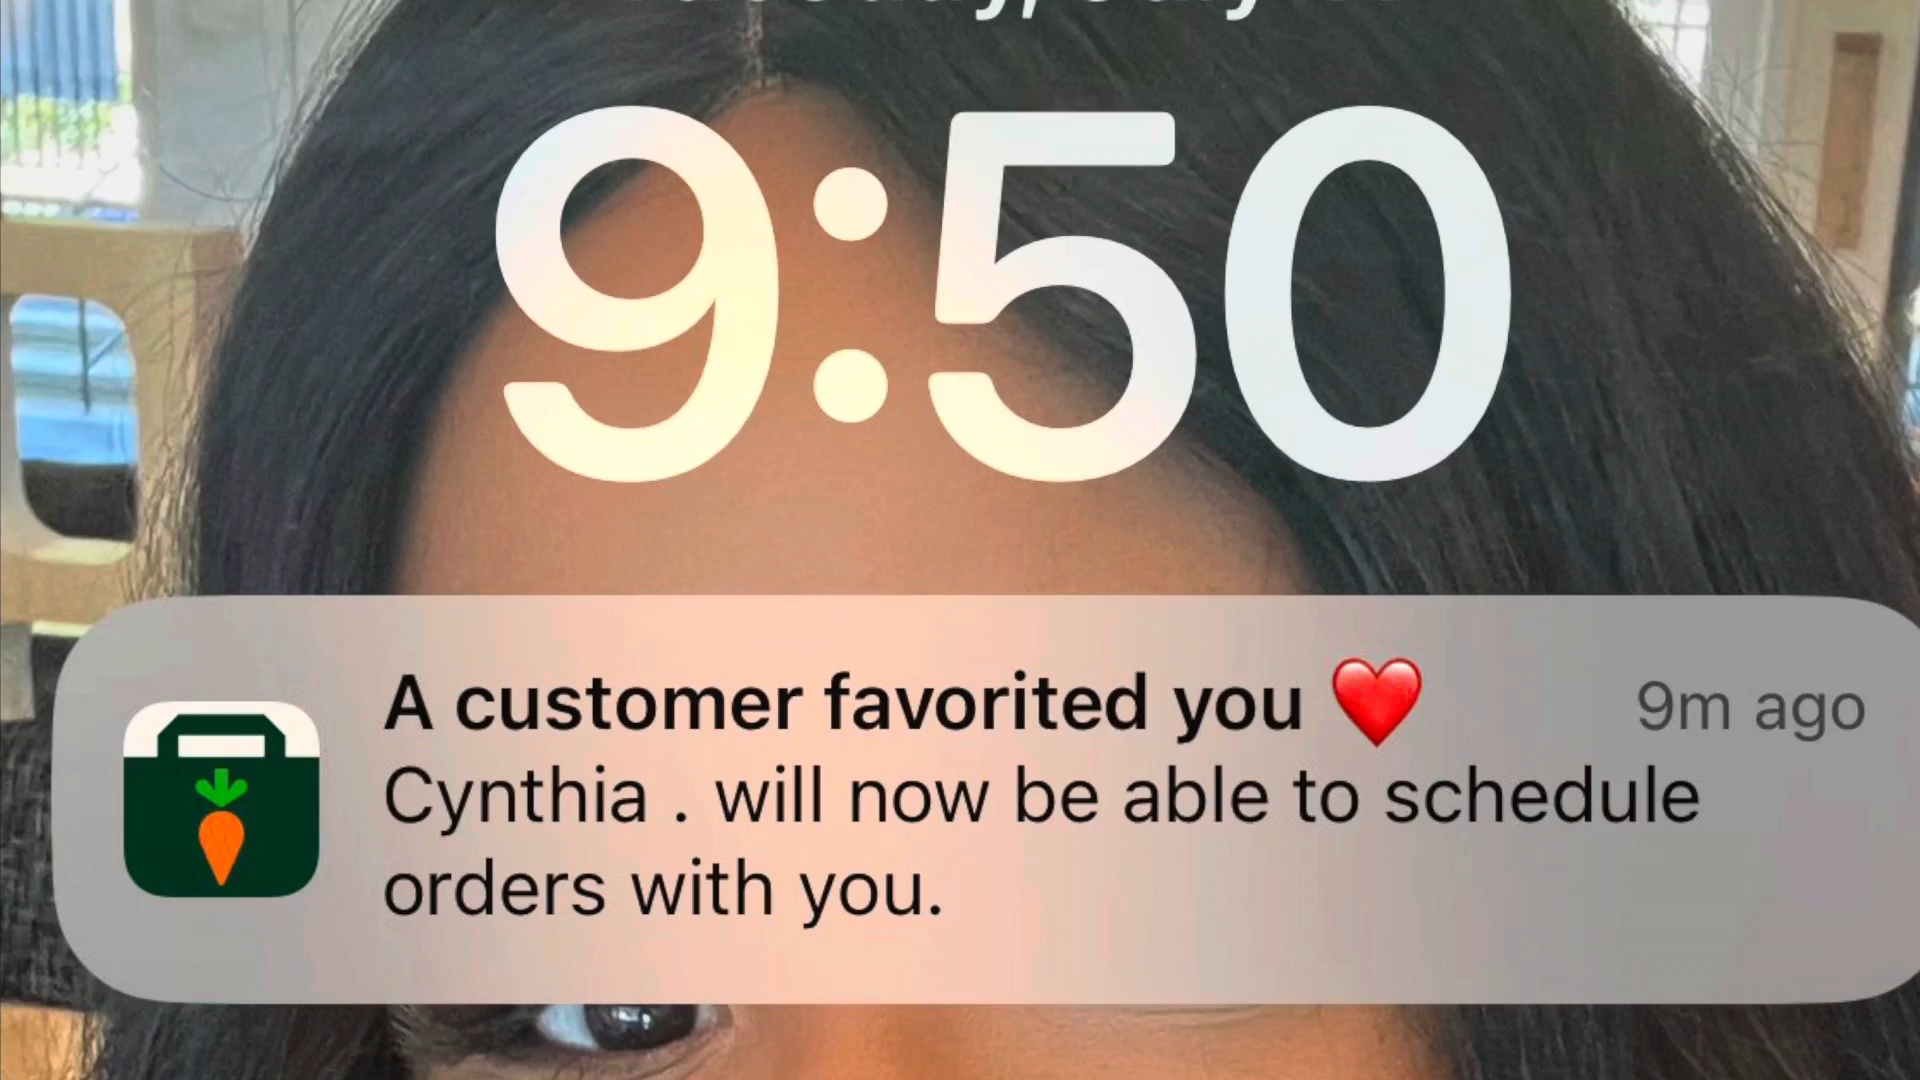 9:50
A customer favorited you ❤️
9m ago
Cynthia . will now be able to schedule
orders with you.